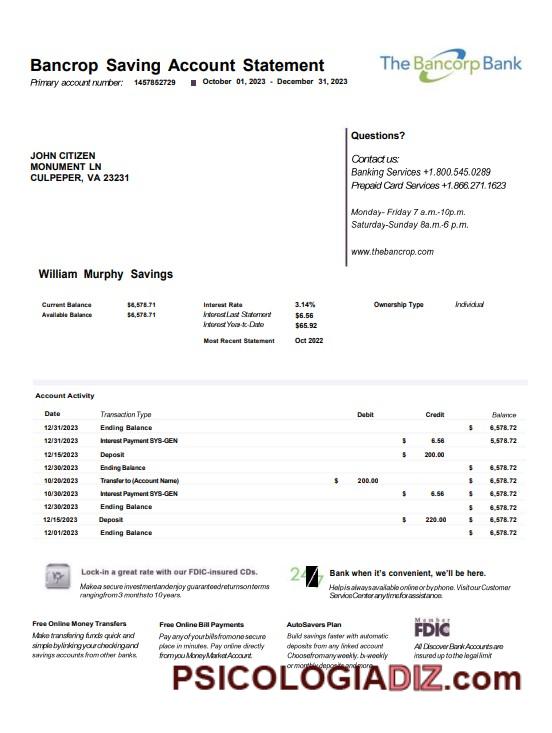 Bancrop Saving Account Statement
Primary account number: 1457852729 October 01, 2023 - December 31, 2023
The Bancorp Bank
Questions?
Contact us:
Banking Services +1.800.545.0289
Prepaid Card Services +1.866.271.1623
Monday- Friday 7 a.m.-10p.m.
Saturday-Sunday 8a.m.-6 p.m.
www.thebancrop.com
JOHN CITIZEN
MONUMENT LN
CULPEPER, VA 23231
William Murphy Savings
Current Balance $6,578.71 Interest Rate 3.14% Ownership Type Individual
Available Balance $6,578.71 Interest Last Statement $6.56
Interest Year-tc-Date $65.92
Most Recent Statement Oct 2022
Account Activity
Date Transaction Type Debit Credit Balance
12/31/2023 Ending Balance $ 6,578.72
12/31/2023 Interest Payment SYS-GEN $ 6.56 5,578.72
12/15/2023 Deposit $ 200.00
12/30/2023 Ending Balance $ 6,578.72
10/20/2023 Transfer to (Account Name) $ 200.00 $ 6,578.72
10/30/2023 Interest Payment SYS-GEN $ 6.56 $ 6,578.72
12/30/2023 Ending Balance $ 6,578.72
12/15/2023 Deposit $ 220.00 $ 6,578.72
12/01/2023 Ending Balance $ 6,578.72
Lock-in a great rate with our FDIC-insured CDs.
Make a secure investment and enjoy guaranteed returns on terms
ranging from 3 months to 10 years.
24/7
Bank when it's convenient, we'll be here.
Help is always available online or by phone. Visit our Customer
Service Center anytime for assistance.
Free Online Money Transfers
Make transfering funds quick and
simple by linking your checking and
savings accounts from other banks.
Free Online Bill Payments
Pay any of your bills from one secure
place in minutes. Pay online directly
from you Money Market Account.
AutoSavers Plan
Build savings faster with automatic
deposits from any linked account
Choose from any weekly. bi-weekly
or monthly deposits and more.
Member
FDIC
All Discover Bank Accounts are
insured up to the legal limit
PSICOLOGIADIZ.com